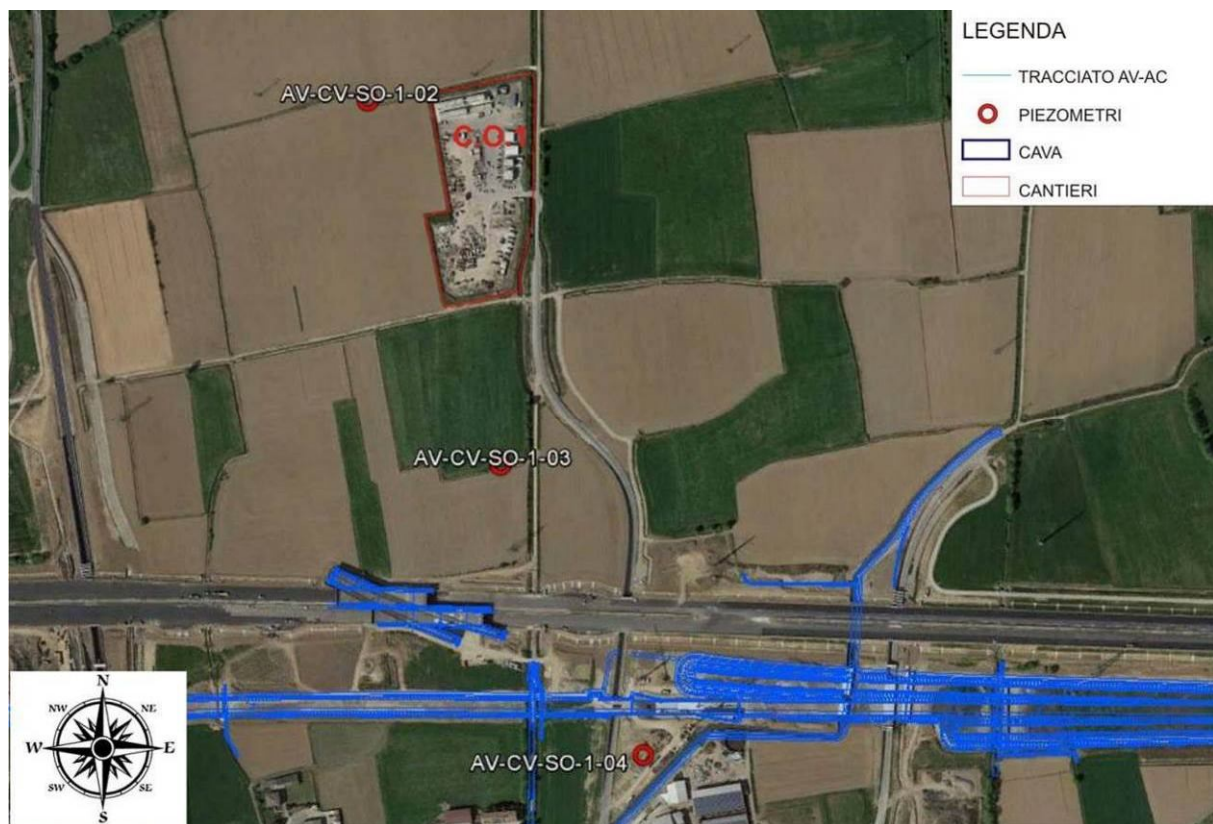 LEGENDA
TRACCIATO AV-AC
PIEZOMETRI
CAVA
CANTIERI
AV-CV-SO-1-02
C.O.1
AV-CV-SO-1-03
AV-CV-SO-1-04
N
NW NE
W E
SW SE
S